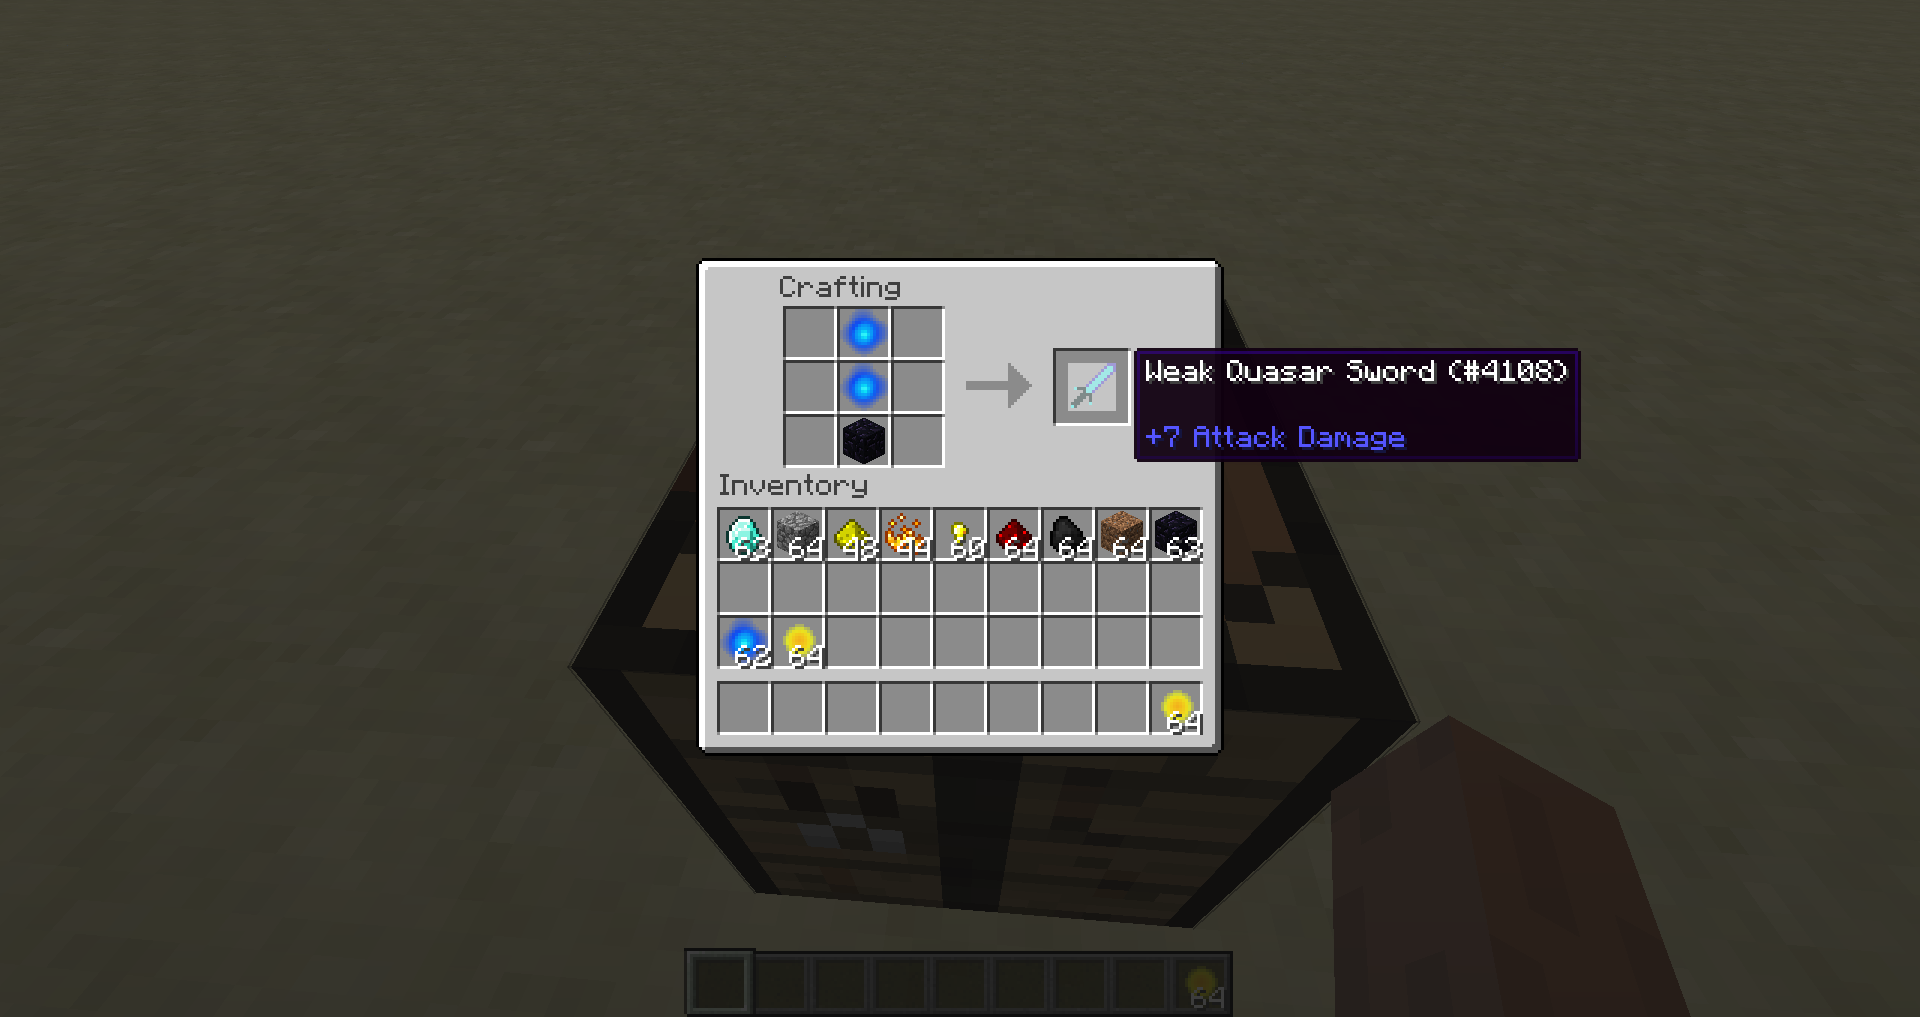 Crafting
Weak Quasar Sword (#4108)
+7 Attack Damage
Inventory
63 64 48 44 60 64 64 64 63
62 64
64
64